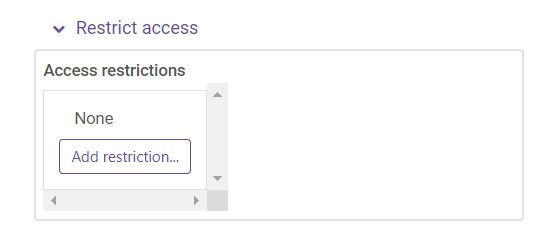 Restrict access
Access restrictions
None
Add restriction...